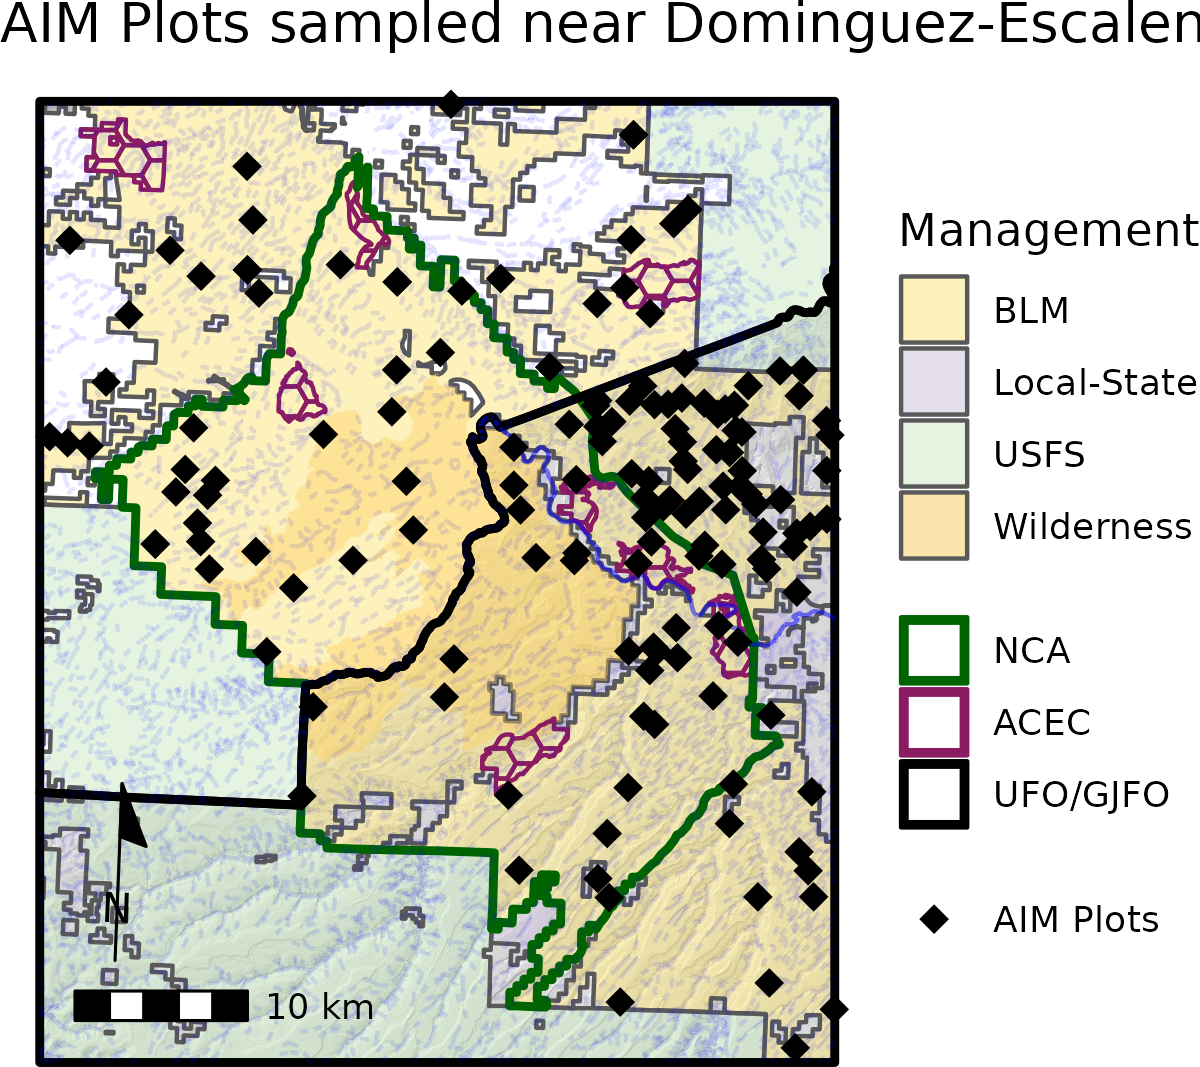 AIM Plots sampled near Dominguez-Escalen
Management
BLM
Local-State
USFS
Wilderness
NCA
ACEC
UFO/GJFO
AIM Plots
N
10 km